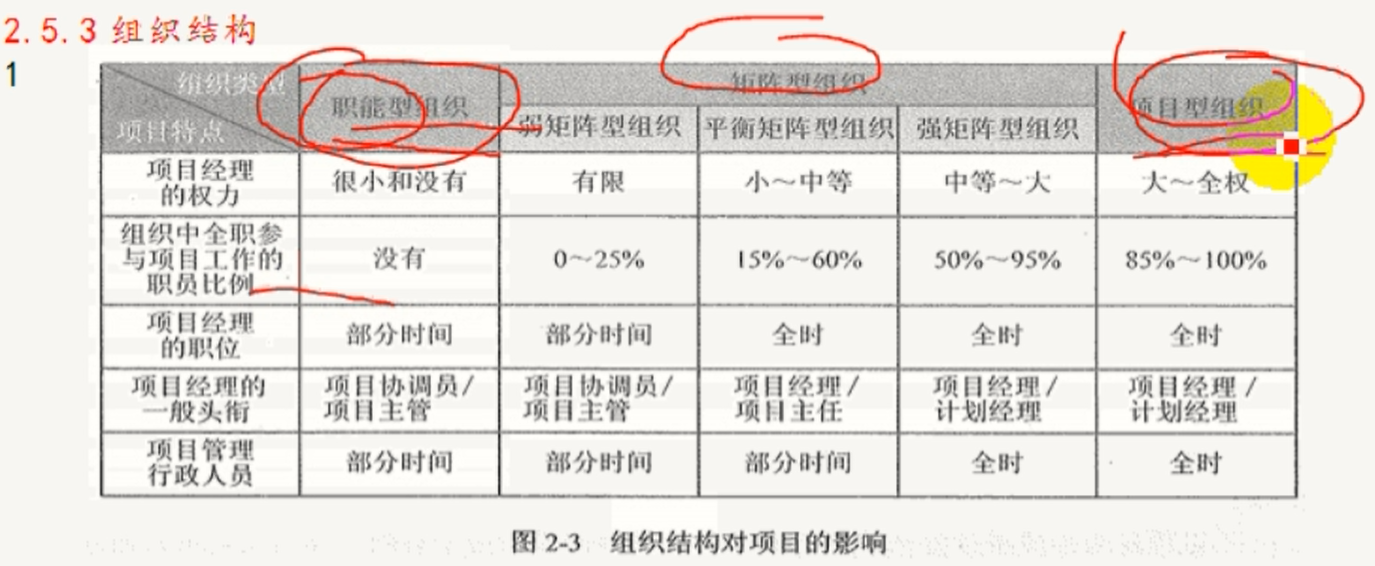 2.5.3 组织结构
1
组织类型
项目特点
职能型组织
矩阵型组织
项目型组织
弱矩阵型组织 平衡矩阵型组织 强矩阵型组织
项目经理
的权力
很小和没有 有限 小～中等 中等～大 大～全权
组织中全职参
与项目工作的
职员比例
没有 0～25% 15%～60% 50%～95% 85%～100%
项目经理
的职位
部分时间 部分时间 全时 全时 全时
项目经理的
一般头衔
项目协调员/
项目主管
项目协调员/
项目主管
项目经理/
项目主任
项目经理/
计划经理
项目经理/
计划经理
项目管理
行政人员
部分时间 部分时间 部分时间 全时 全时
图 2-3 组织结构对项目的影响